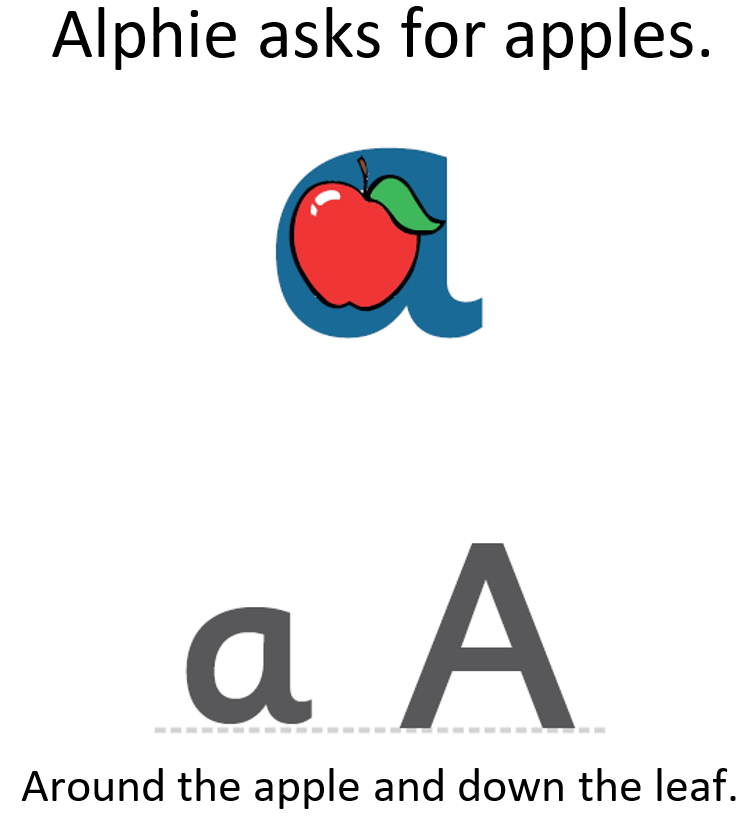 Alphie asks for apples.
a
a A
Around the apple and down the leaf.